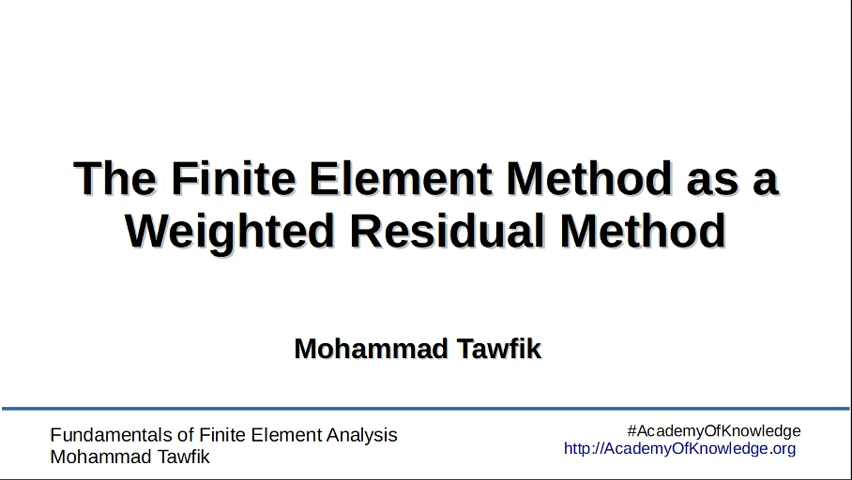 The Finite Element Method as a
Weighted Residual Method
Mohammad Tawfik
Fundamentals of Finite Element Analysis
Mohammad Tawfik
#AcademyOfKnowledge
http://AcademyOfKnowledge.org